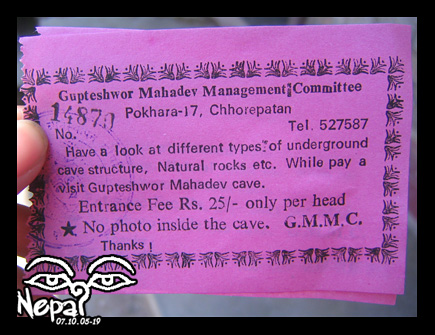 Gupteshwor Mahadev Management Committee
14870
Pokhara-17, Chhorepatan
No.
Tel. 527587
Have a look at different types of underground
cave structure, Natural rocks etc. While pay a
visit Gupteshwor Mahadev cave.
Entrance Fee Rs. 25/- only per head
★ No photo inside the cave. G.M.M.C.
Thanks !
Nepal
07.10.05-19